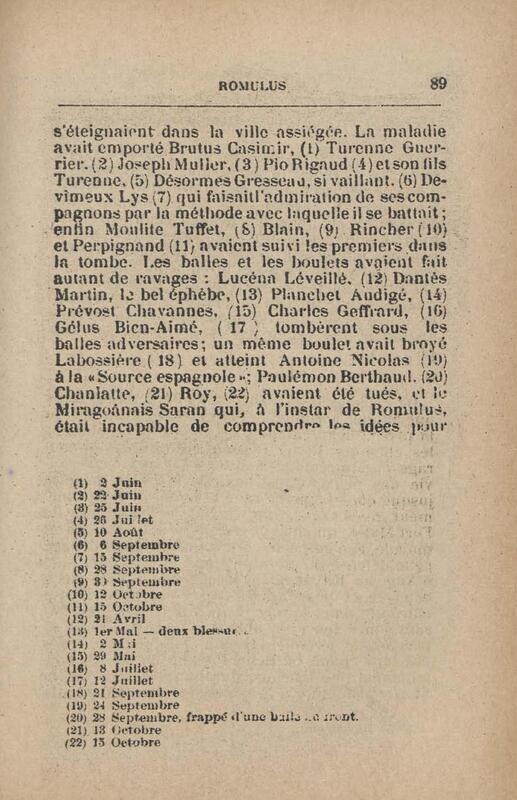 ROMULUS 89
s'éteignaient dans la ville assiégée. La maladie
avait emporté Brutus Casimir, (1) Turenne Guer-
rier. (2) Joseph Muller, (3) Pio Rigaud (4) et son fils
Turenne, (5) Désormes Gresseau, si vaillant. (6) De-
vimeux Lys (7) qui faisnitl'admiration de ses com-
pagnons par la méthode avec laquelle il se battait ;
enfin Moulite Tuffet, (8) Blain, (9) Rincher (10)
et Perpignand (11) avaient suivi les premiers dans
la tombe. Les balles et les boulets avaient fait
autant de ravages : Lucéna Léveillé, (12) Dantès
Martin, le bel éphèbe, (13) Planchet Audigé, (14)
Prévost Chavannes, (15) Charles Geffrard, (16)
Gélus Bien-Aimé, ( 17 ) tombèrent sous les
balles adversaires; un même boulet avait broyé
Labossière ( 18) et atteint Antoine Nicolas (19)
à la «Source espagnole»; Paulémon Berthaud. (20)
Chanlatte, (21) Roy, (22) avaient été tués, et le
Miragoânais Saran qui, à l'instar de Romulus,
était incapable de comprendre les idées pour
(1) 2 Juin
(2) 22 Juin
(3) 25 Juin
(4) 26 Juillet
(5) 10 Août
(6) 6 Septembre
(7) 15 Septembre
(8) 28 Septembre
(9) 30 Septembre
(10) 12 Octobre
(11) 15 Octobre
(12) 21 Avril
(13) 1er Mai — deux
(14) 2 Mai
(15) 29 Mai
(16) 8 Juillet
(17) 12 Juillet
(18) 21 Septembre
(19) 24 Septembre
(20) 28 Septembre, frappé d'une balle front.
(21) 13 Octobre
(22) 15 Octobre